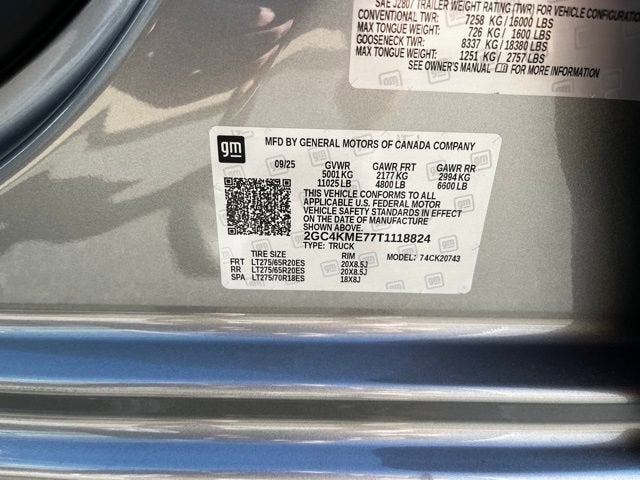 SAE J2807 TRAILER WEIGHT RATING (TWR) FOR VEHICLE CONFIGURATION
CONVENTIONAL TWR: 7258 KG / 16000 LBS
MAX TONGUE WEIGHT: 726 KG / 1600 LBS
GOOSENECK TWR: 8337 KG / 18380 LBS
MAX TONGUE WEIGHT: 1251 KG / 2757 LBS
SEE OWNER'S MANUAL FOR MORE INFORMATION
gm
MFD BY GENERAL MOTORS OF CANADA COMPANY
09/25 GVWR GAWR FRT GAWR RR
5001 KG 2177 KG 2994 KG
11025 LB 4800 LB 6600 LB
THIS VEHICLE CONFORMS TO ALL
APPLICABLE U.S. FEDERAL MOTOR
VEHICLE SAFETY STANDARDS IN EFFECT
ON THE DATE OF MANUFACTURE
SHOWN ABOVE.
2GC4KME77T1118824
TYPE: TRUCK
TIRE SIZE RIM MODEL: 74CK20743
FRT LT275/65R20ES 20X8.5J
RR LT275/65R20ES 20X8.5J
SPA LT275/70R18ES 18X8J